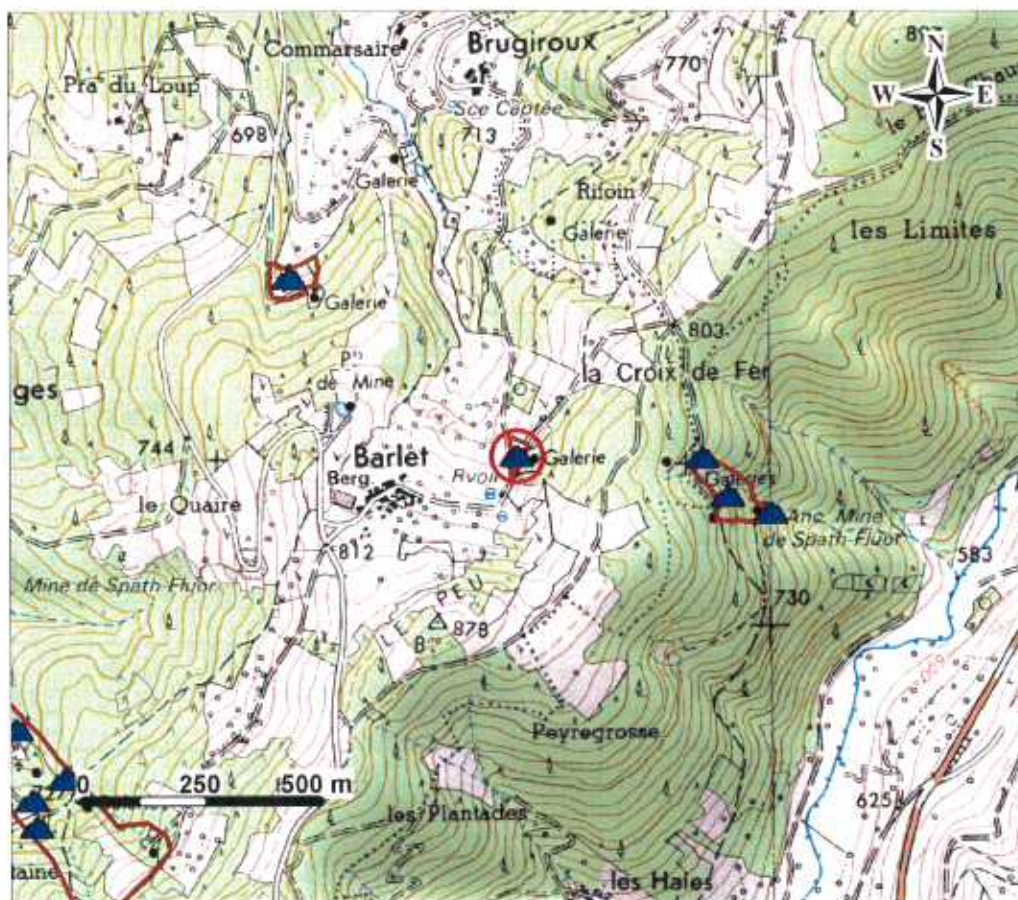 Commarsaire
Brugiroux
770
N
W E
S
Pra du Loup
Sce Captée
698
713
Galerie
Rifoin
Galerie
les Limites
Galerie
803
Pts
de Mine
la Croix de Fer
ges
744
Barlet
Galerie
Berg.
Rvoir
Galeries
le Quaire
Anc. Mine
de Spath-Fluor
812
583
Mine de Spath-Fluor
LE PEU
878
730
Peyregrosse
0 250 500 m
625
les Plantades
taine
les Haies